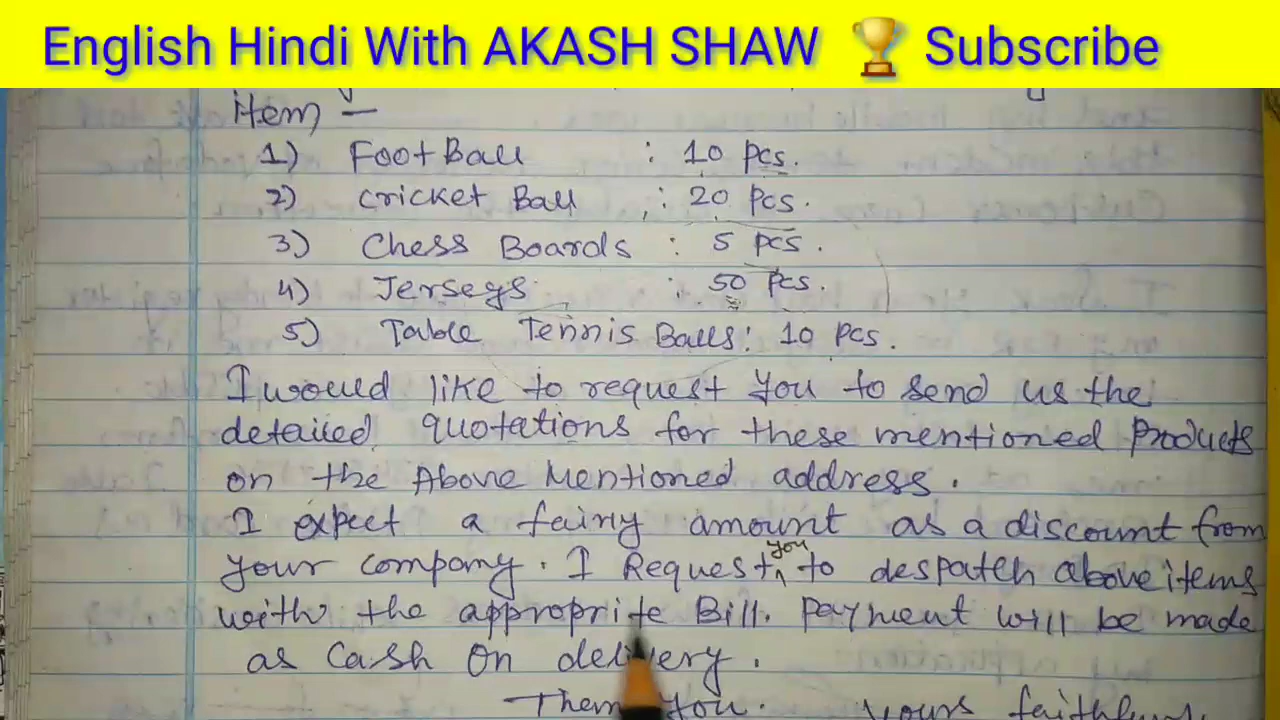 English Hindi With AKASH SHAW 🏆 Subscribe
item —
1) FootBall : 10 Pcs.
2) cricket Ball : 20 Pcs.
3) Chess Boards : 5 Pcs.
4) Jerseys : 50 Pcs.
5) Table Tennis Balls : 10 Pcs.
I would like to request you to send us the
detailed quotations for these mentioned Products
on the Above Mentioned address.
I expect a fairly amount as a discount from
your company. I Request you to despatch above items
with the approprite Bill. Payment will be made
as Cash On delivery.
you. yours faithfully